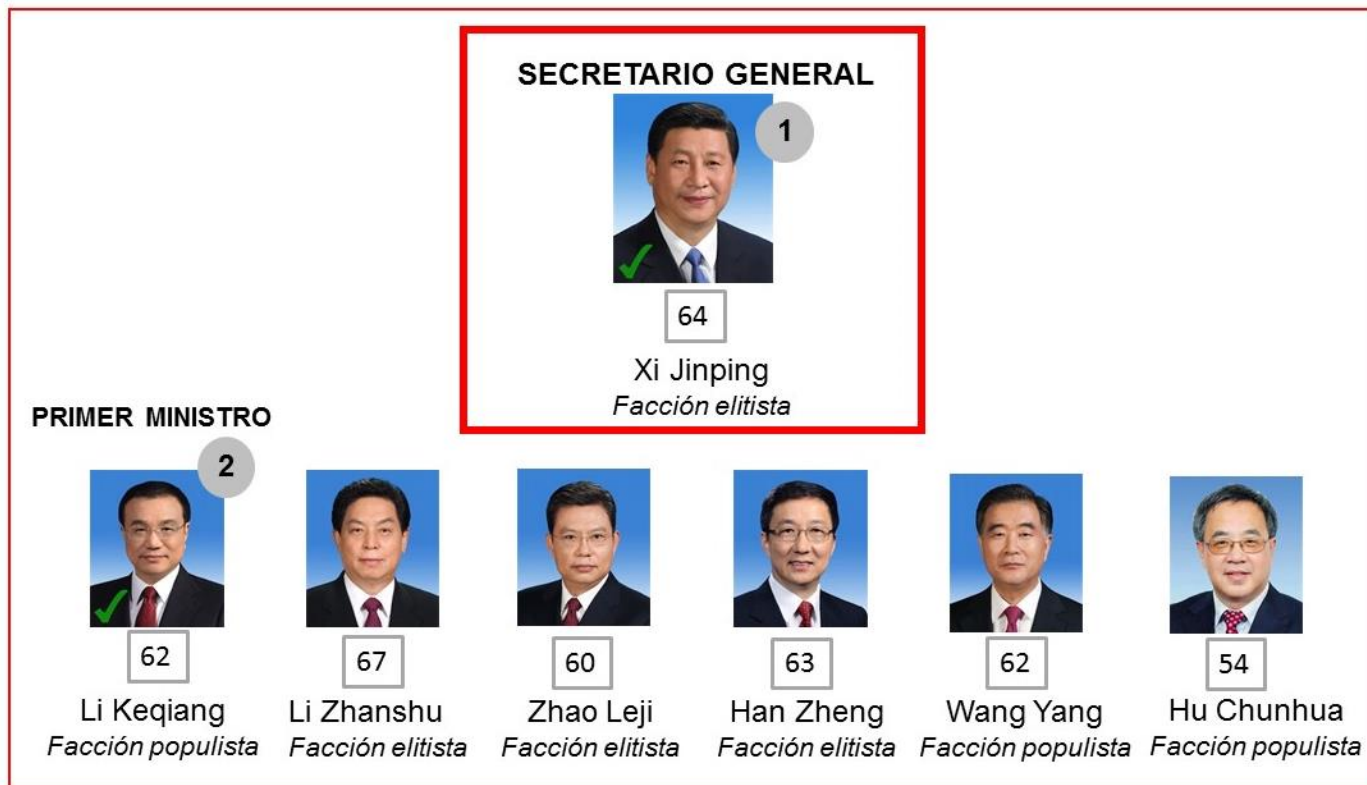 SECRETARIO GENERAL
1
64
Xi Jinping
Facción elitista
PRIMER MINISTRO
2
62
Li Keqiang
Facción populista
67
Li Zhanshu
Facción elitista
60
Zhao Leji
Facción elitista
63
Han Zheng
Facción elitista
62
Wang Yang
Facción populista
54
Hu Chunhua
Facción populista